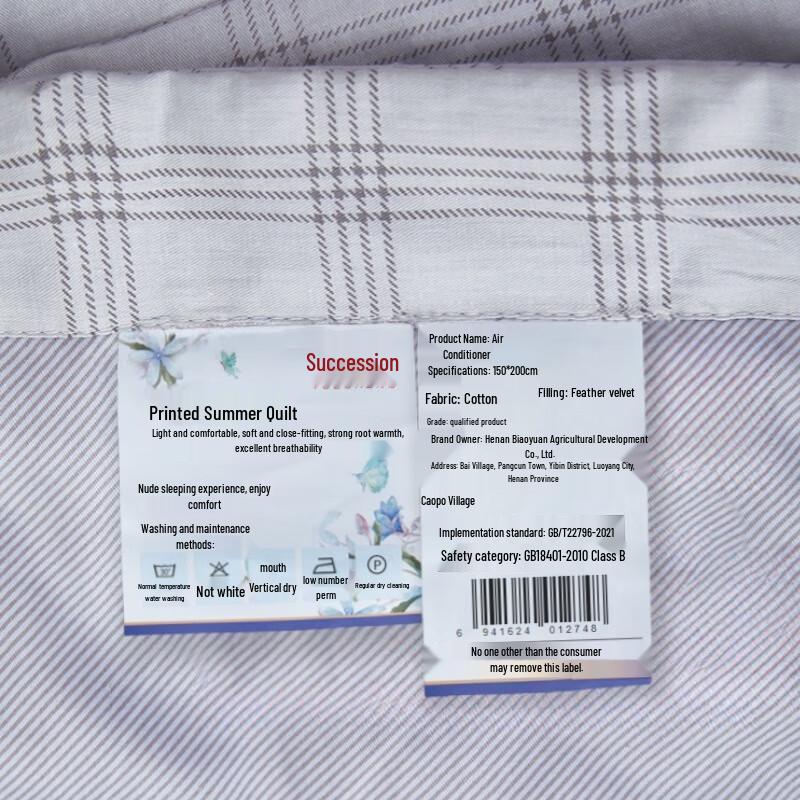 Succession
Printed Summer Quilt
Light and comfortable, soft and close-fitting, strong root warmth,
excellent breathability
Nude sleeping experience, enjoy
comfort
Washing and maintenance
methods:
30°
Normal temperature
water washing
Not white
mouth
Vertical dry
low number
perm
P
Regular dry cleaning
Product Name: Air
Conditioner
Specifications: 150*200cm
Fabric: Cotton
Filling: Feather velvet
Grade: qualified product
Brand Owner: Henan Biaoyuan Agricultural Development
Co., Ltd.
Address: Bai Village, Pangcun Town, Yibin District, Luoyang City,
Henan Province
Caopo Village
Implementation standard: GB/T22796-2021
Safety category: GB18401-2010 Class B
6 941624 012748
No one other than the consumer
may remove this label.